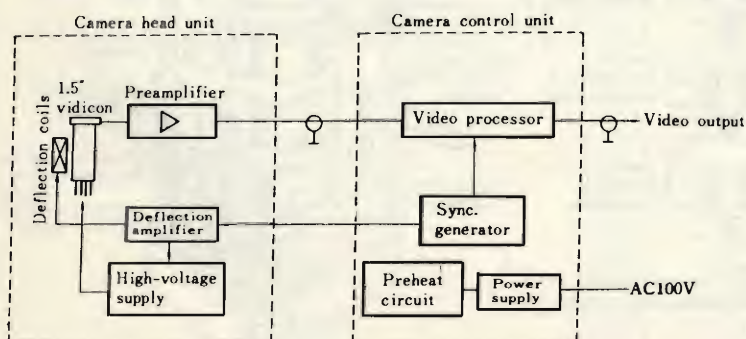 Camera head unit
Camera control unit
1.5"
vidicon
Preamplifier
Deflection coils
Video processor
Video output
Deflection
amplifier
Sync.
generator
High-voltage
supply
Preheat
circuit
Power
supply
AC100V